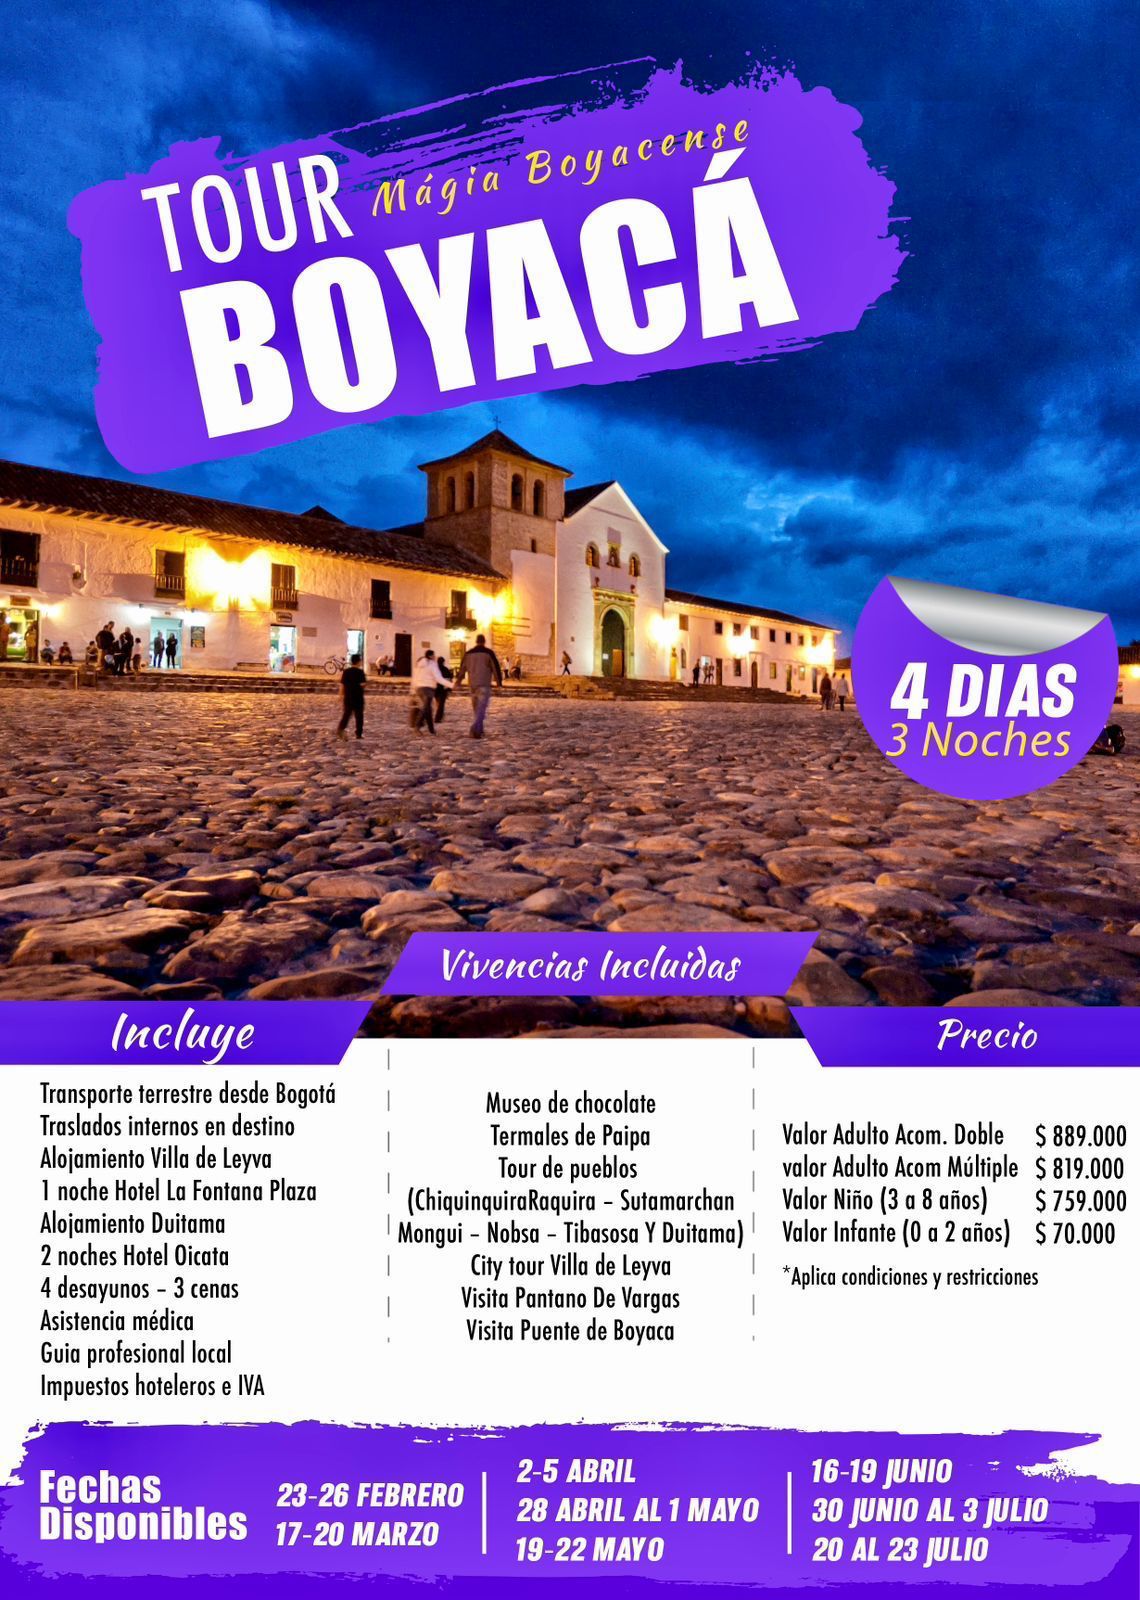 TOUR
Mágia Boyacense
BOYACÁ
4 DIAS
3 Noches
Vivencias Incluidas
Incluye
Precio
Transporte terrestre desde Bogotá
Traslados internos en destino
Alojamiento Villa de Leyva
1 noche Hotel La Fontana Plaza
Alojamiento Duitama
2 noches Hotel Oicata
4 desayunos – 3 cenas
Asistencia médica
Guia profesional local
Impuestos hoteleros e IVA
Museo de chocolate
Termales de Paipa
Tour de pueblos
(ChiquinquiraRaquira – Sutamarchan
Mongui – Nobsa – Tibasosa Y Duitama)
City tour Villa de Leyva
Visita Pantano De Vargas
Visita Puente de Boyaca
Valor Adulto Acom. Doble $ 889.000
valor Adulto Acom Múltiple $ 819.000
Valor Niño (3 a 8 años) $ 759.000
Valor Infante (0 a 2 años) $ 70.000
*Aplica condiciones y restricciones
Fechas
Disponibles
23-26 FEBRERO
17-20 MARZO
2-5 ABRIL
28 ABRIL AL 1 MAYO
19-22 MAYO
16-19 JUNIO
30 JUNIO AL 3 JULIO
20 AL 23 JULIO